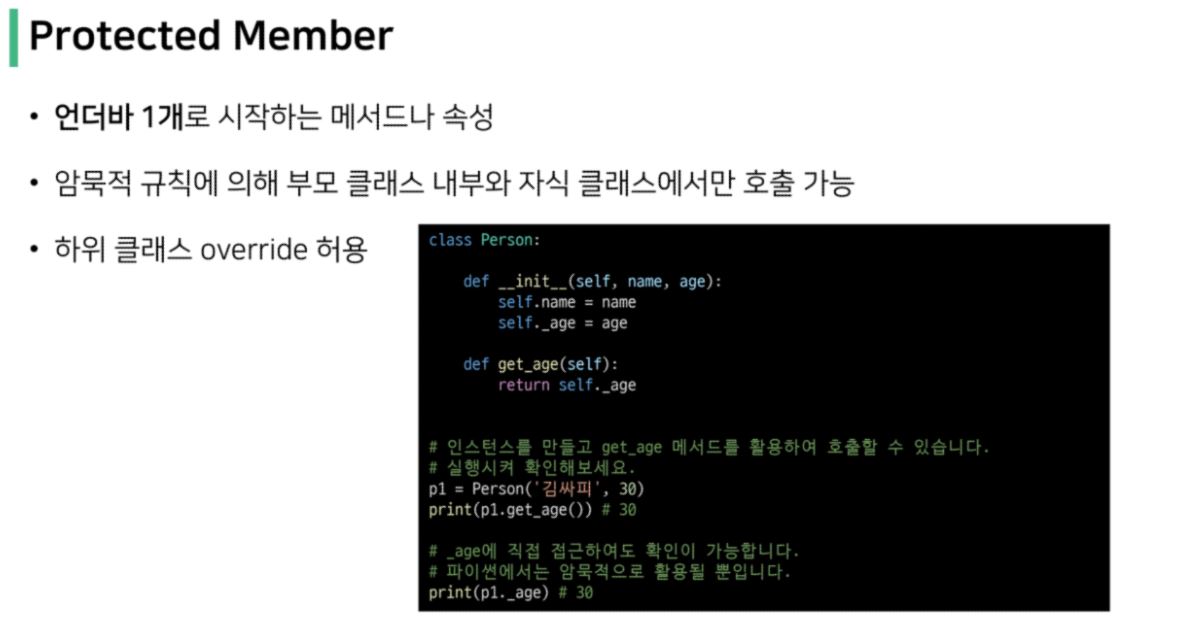 Protected Member
• 언더바 1개로 시작하는 메서드나 속성
• 암묵적 규칙에 의해 부모 클래스 내부와 자식 클래스에서만 호출 가능
• 하위 클래스 override 허용
class Person:
    def __init__(self, name, age):
        self.name = name
        self._age = age
    def get_age(self):
        return self._age
# 인스턴스를 만들고 get_age 메서드를 활용하여 호출할 수 있습니다.
# 실행시켜 확인해보세요.
p1 = Person('김싸피', 30)
print(p1.get_age()) # 30
# _age에 직접 접근하여도 확인이 가능합니다.
# 파이썬에서는 암묵적으로 활용될 뿐입니다.
print(p1._age) # 30